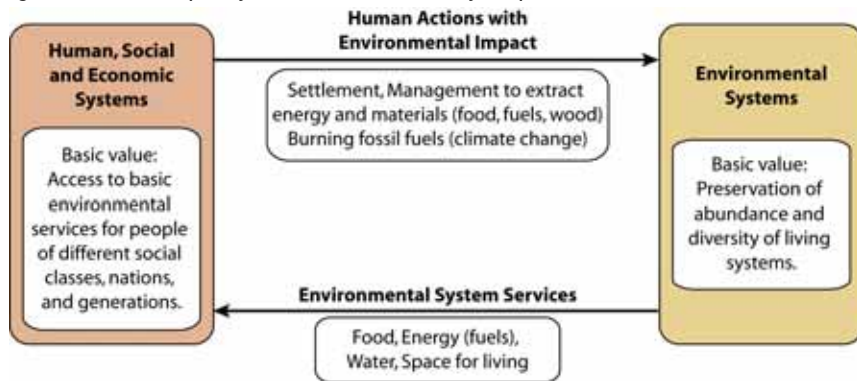 Human Actions with
Environmental Impact
Human, Social
and Economic
Systems
Settlement, Management to extract
energy and materials (food, fuels, wood)
Burning fossil fuels (climate change)
Environmental
Systems
Basic value:
Access to basic
environmental
services for people
of different social
classes, nations,
and generations.
Basic value:
Preservation of
abundance and
diversity of living
systems.
Environmental System Services
Food, Energy (fuels),
Water, Space for living